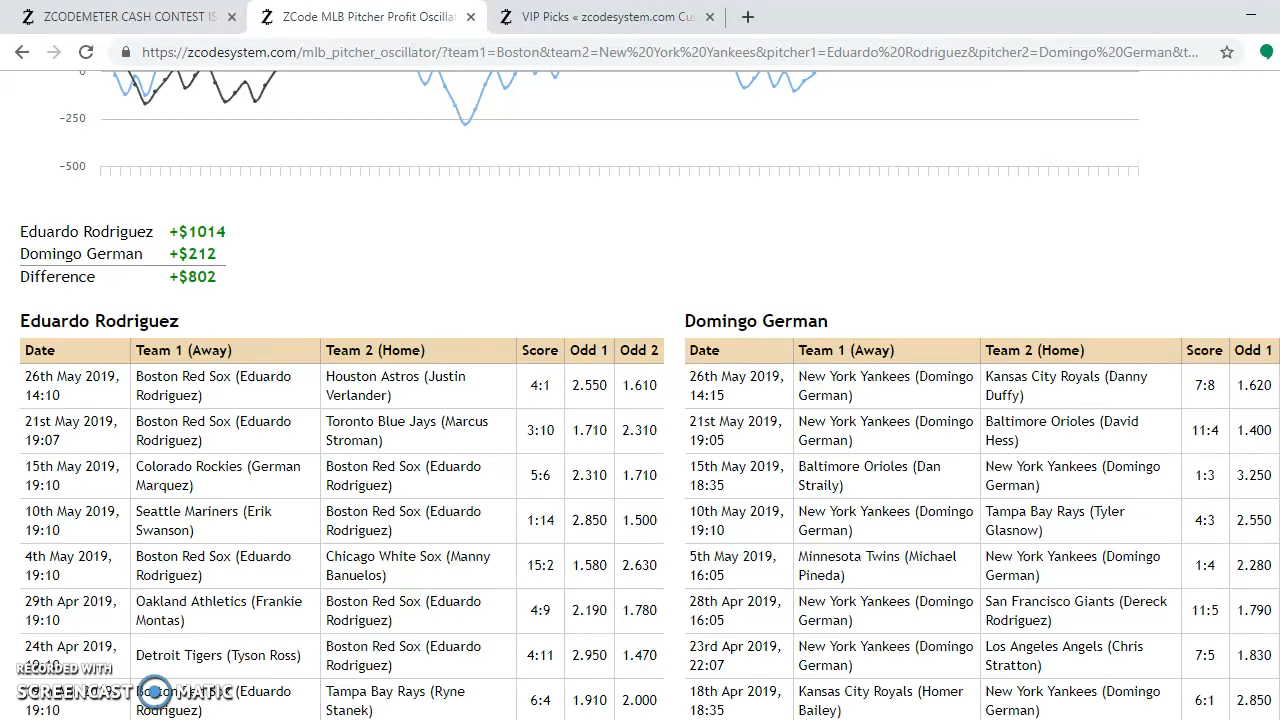 ZCODEMETER CASH CONTEST IS
ZCode MLB Pitcher Profit Oscillat
VIP Picks « zcodesystem.com Cus
https://zcodesystem.com/mlb_pitcher_oscillator/?team1=Boston&team2=New%20York%20Yankees&pitcher1=Eduardo%20Rodriguez&pitcher2=Domingo%20German&t...
0
−250
−500
Eduardo Rodriguez +$1014
Domingo German +$212
Difference +$802
Eduardo Rodriguez
Date Team 1 (Away) Team 2 (Home) Score Odd 1 Odd 2
26th May 2019, 14:10 Boston Red Sox (Eduardo Rodriguez) Houston Astros (Justin Verlander) 4:1 2.550 1.610
21st May 2019, 19:07 Boston Red Sox (Eduardo Rodriguez) Toronto Blue Jays (Marcus Stroman) 3:10 1.710 2.310
15th May 2019, 19:10 Colorado Rockies (German Marquez) Boston Red Sox (Eduardo Rodriguez) 5:6 2.310 1.710
10th May 2019, 19:10 Seattle Mariners (Erik Swanson) Boston Red Sox (Eduardo Rodriguez) 1:14 2.850 1.500
4th May 2019, 19:10 Boston Red Sox (Eduardo Rodriguez) Chicago White Sox (Manny Banuelos) 15:2 1.580 2.630
29th Apr 2019, 19:10 Oakland Athletics (Frankie Montas) Boston Red Sox (Eduardo Rodriguez) 4:9 2.190 1.780
24th Apr 2019, Detroit Tigers (Tyson Ross) Boston Red Sox (Eduardo Rodriguez) 4:11 2.950 1.470
19:10 (Eduardo Rodriguez) Tampa Bay Rays (Ryne Stanek) 6:4 1.910 2.000
Domingo German
Date Team 1 (Away) Team 2 (Home) Score Odd 1
26th May 2019, 14:15 New York Yankees (Domingo German) Kansas City Royals (Danny Duffy) 7:8 1.620
21st May 2019, 19:05 New York Yankees (Domingo German) Baltimore Orioles (David Hess) 11:4 1.400
15th May 2019, 18:35 Baltimore Orioles (Dan Straily) New York Yankees (Domingo German) 1:3 3.250
10th May 2019, 19:10 New York Yankees (Domingo German) Tampa Bay Rays (Tyler Glasnow) 4:3 2.550
5th May 2019, 16:05 Minnesota Twins (Michael Pineda) New York Yankees (Domingo German) 1:4 2.280
28th Apr 2019, 16:05 New York Yankees (Domingo German) San Francisco Giants (Dereck Rodriguez) 11:5 1.790
23rd Apr 2019, 22:07 New York Yankees (Domingo German) Los Angeles Angels (Chris Stratton) 7:5 1.830
18th Apr 2019, 18:35 Kansas City Royals (Homer Bailey) New York Yankees (Domingo German) 6:1 2.850
RECORDED WITH
SCREENCAST MATIC